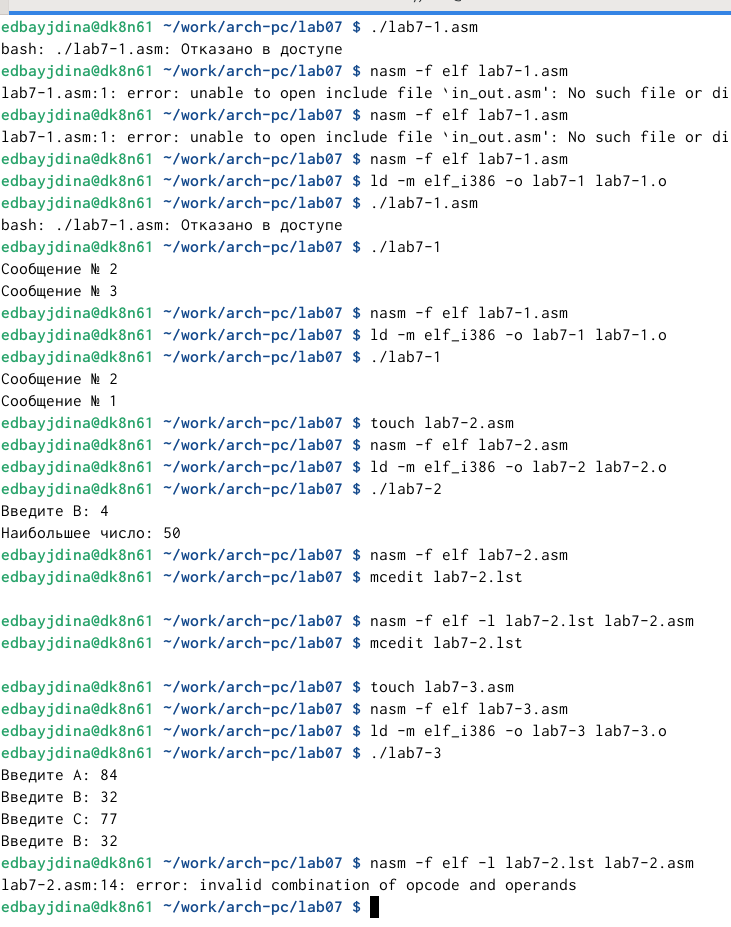 edbayjdina@dk8n61 ~/work/arch-pc/lab07 $ ./lab7-1.asm
bash: ./lab7-1.asm: Отказано в доступе
edbayjdina@dk8n61 ~/work/arch-pc/lab07 $ nasm -f elf lab7-1.asm
lab7-1.asm:1: error: unable to open include file `in_out.asm': No such file or di
edbayjdina@dk8n61 ~/work/arch-pc/lab07 $ nasm -f elf lab7-1.asm
lab7-1.asm:1: error: unable to open include file `in_out.asm': No such file or di
edbayjdina@dk8n61 ~/work/arch-pc/lab07 $ nasm -f elf lab7-1.asm
edbayjdina@dk8n61 ~/work/arch-pc/lab07 $ ld -m elf_i386 -o lab7-1 lab7-1.o
edbayjdina@dk8n61 ~/work/arch-pc/lab07 $ ./lab7-1.asm
bash: ./lab7-1.asm: Отказано в доступе
edbayjdina@dk8n61 ~/work/arch-pc/lab07 $ ./lab7-1
Сообщение № 2
Сообщение № 3
edbayjdina@dk8n61 ~/work/arch-pc/lab07 $ nasm -f elf lab7-1.asm
edbayjdina@dk8n61 ~/work/arch-pc/lab07 $ ld -m elf_i386 -o lab7-1 lab7-1.o
edbayjdina@dk8n61 ~/work/arch-pc/lab07 $ ./lab7-1
Сообщение № 2
Сообщение № 1
edbayjdina@dk8n61 ~/work/arch-pc/lab07 $ touch lab7-2.asm
edbayjdina@dk8n61 ~/work/arch-pc/lab07 $ nasm -f elf lab7-2.asm
edbayjdina@dk8n61 ~/work/arch-pc/lab07 $ ld -m elf_i386 -o lab7-2 lab7-2.o
edbayjdina@dk8n61 ~/work/arch-pc/lab07 $ ./lab7-2
Введите B: 4
Наибольшее число: 50
edbayjdina@dk8n61 ~/work/arch-pc/lab07 $ nasm -f elf lab7-2.asm
edbayjdina@dk8n61 ~/work/arch-pc/lab07 $ mcedit lab7-2.lst
edbayjdina@dk8n61 ~/work/arch-pc/lab07 $ nasm -f elf -l lab7-2.lst lab7-2.asm
edbayjdina@dk8n61 ~/work/arch-pc/lab07 $ mcedit lab7-2.lst
edbayjdina@dk8n61 ~/work/arch-pc/lab07 $ touch lab7-3.asm
edbayjdina@dk8n61 ~/work/arch-pc/lab07 $ nasm -f elf lab7-3.asm
edbayjdina@dk8n61 ~/work/arch-pc/lab07 $ ld -m elf_i386 -o lab7-3 lab7-3.o
edbayjdina@dk8n61 ~/work/arch-pc/lab07 $ ./lab7-3
Введите A: 84
Введите B: 32
Введите C: 77
Введите B: 32
edbayjdina@dk8n61 ~/work/arch-pc/lab07 $ nasm -f elf -l lab7-2.lst lab7-2.asm
lab7-2.asm:14: error: invalid combination of opcode and operands
edbayjdina@dk8n61 ~/work/arch-pc/lab07 $